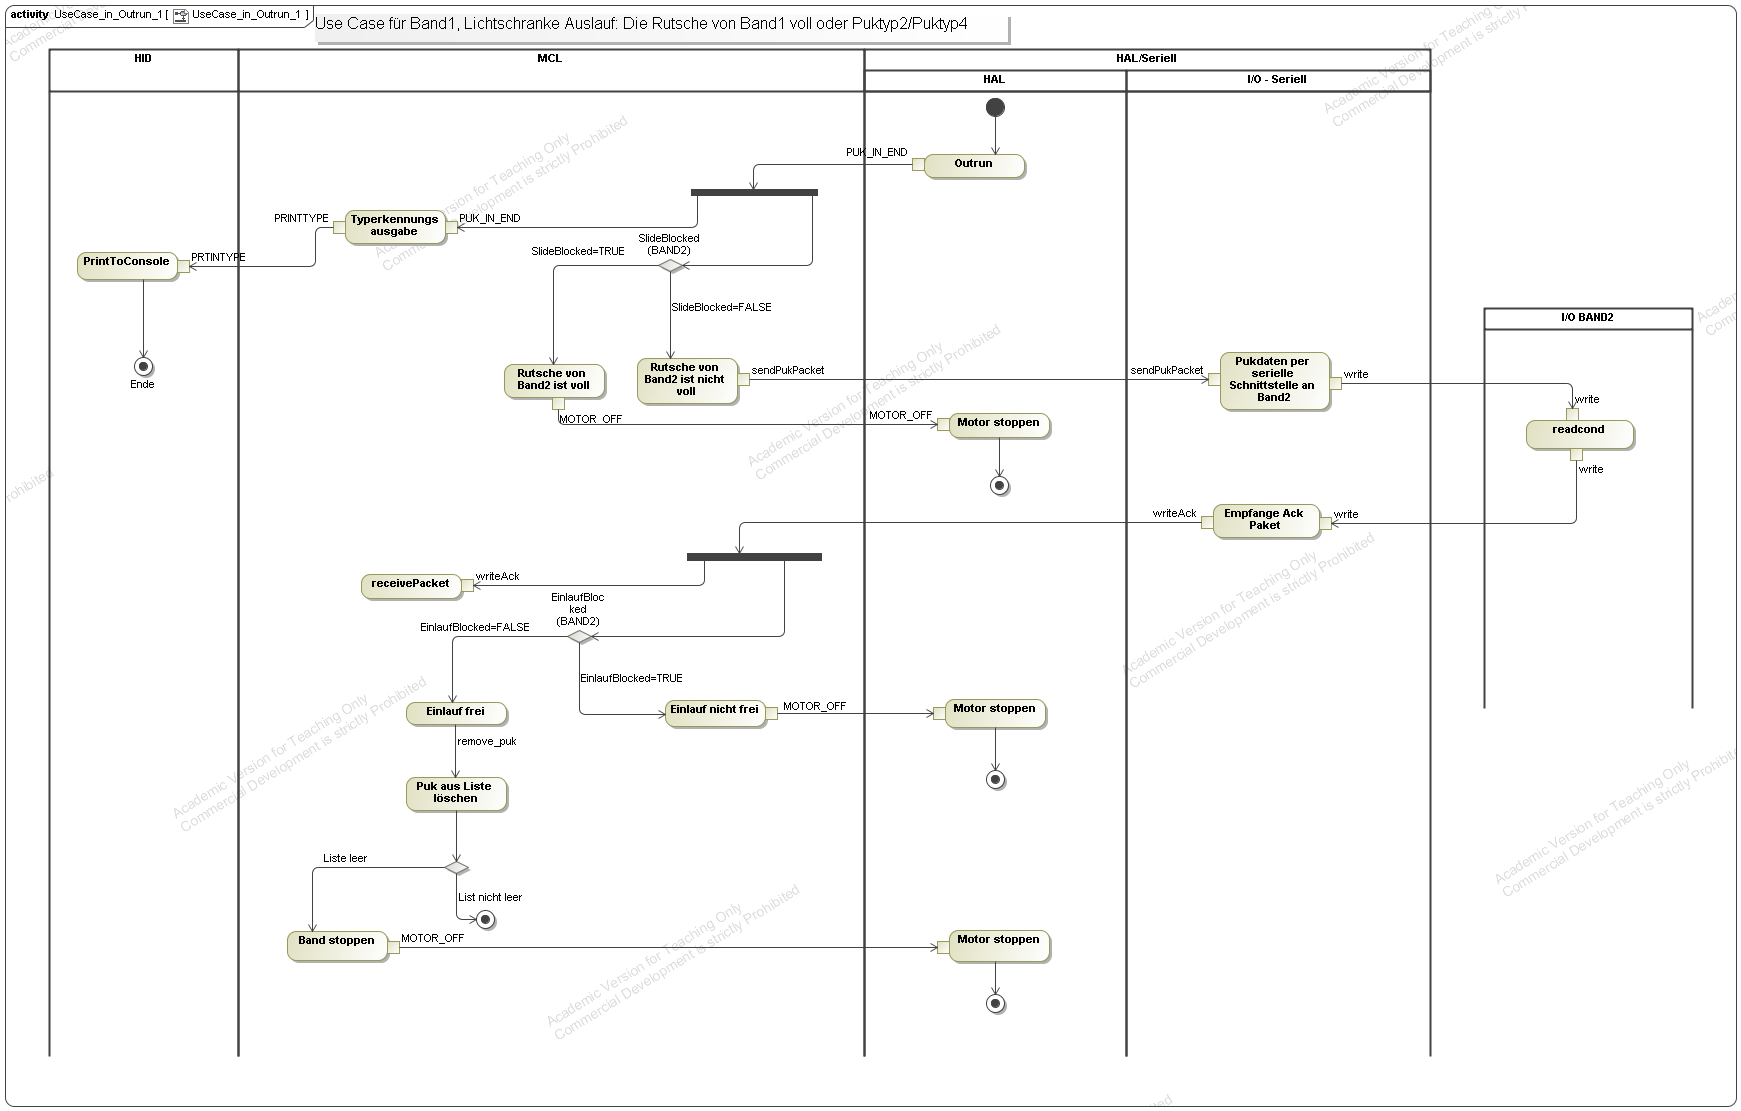 activity UseCase_in_Outrun_1 [ UseCase_in_Outrun_1 ]
Use Case für Band1, Lichtschranke Auslauf: Die Rutsche von Band1 voll oder Puktyp2/Puktyp4
HID
MCL
HAL/Seriell
HAL
I/O - Seriell
PUK_IN_END
Outrun
PRINTTYPE
Typerkennungs
ausgabe
PUK_IN_END
SlideBlocked
(BAND2)
SlideBlocked=TRUE
PrintToConsole
PRTINTYPE
SlideBlocked=FALSE
I/O BAND2
Ende
Rutsche von
Band2 ist voll
Rutsche von
Band2 ist nicht
voll
sendPukPacket
sendPukPacket
Pukdaten per
serielle
Schnittstelle an
Band2
write
write
MOTOR_OFF
MOTOR_OFF
Motor stoppen
readcond
write
writeAck
Empfange Ack
Paket
write
receivePacket
writeAck
EinlaufBloc
ked
(BAND2)
EinlaufBlocked=FALSE
EinlaufBlocked=TRUE
Einlauf frei
Einlauf nicht frei
MOTOR_OFF
Motor stoppen
remove_puk
Puk aus Liste
löschen
Liste leer
List nicht leer
Band stoppen
MOTOR_OFF
Motor stoppen
Academic Version for Teaching Only
Commercial Development is strictly Prohibited